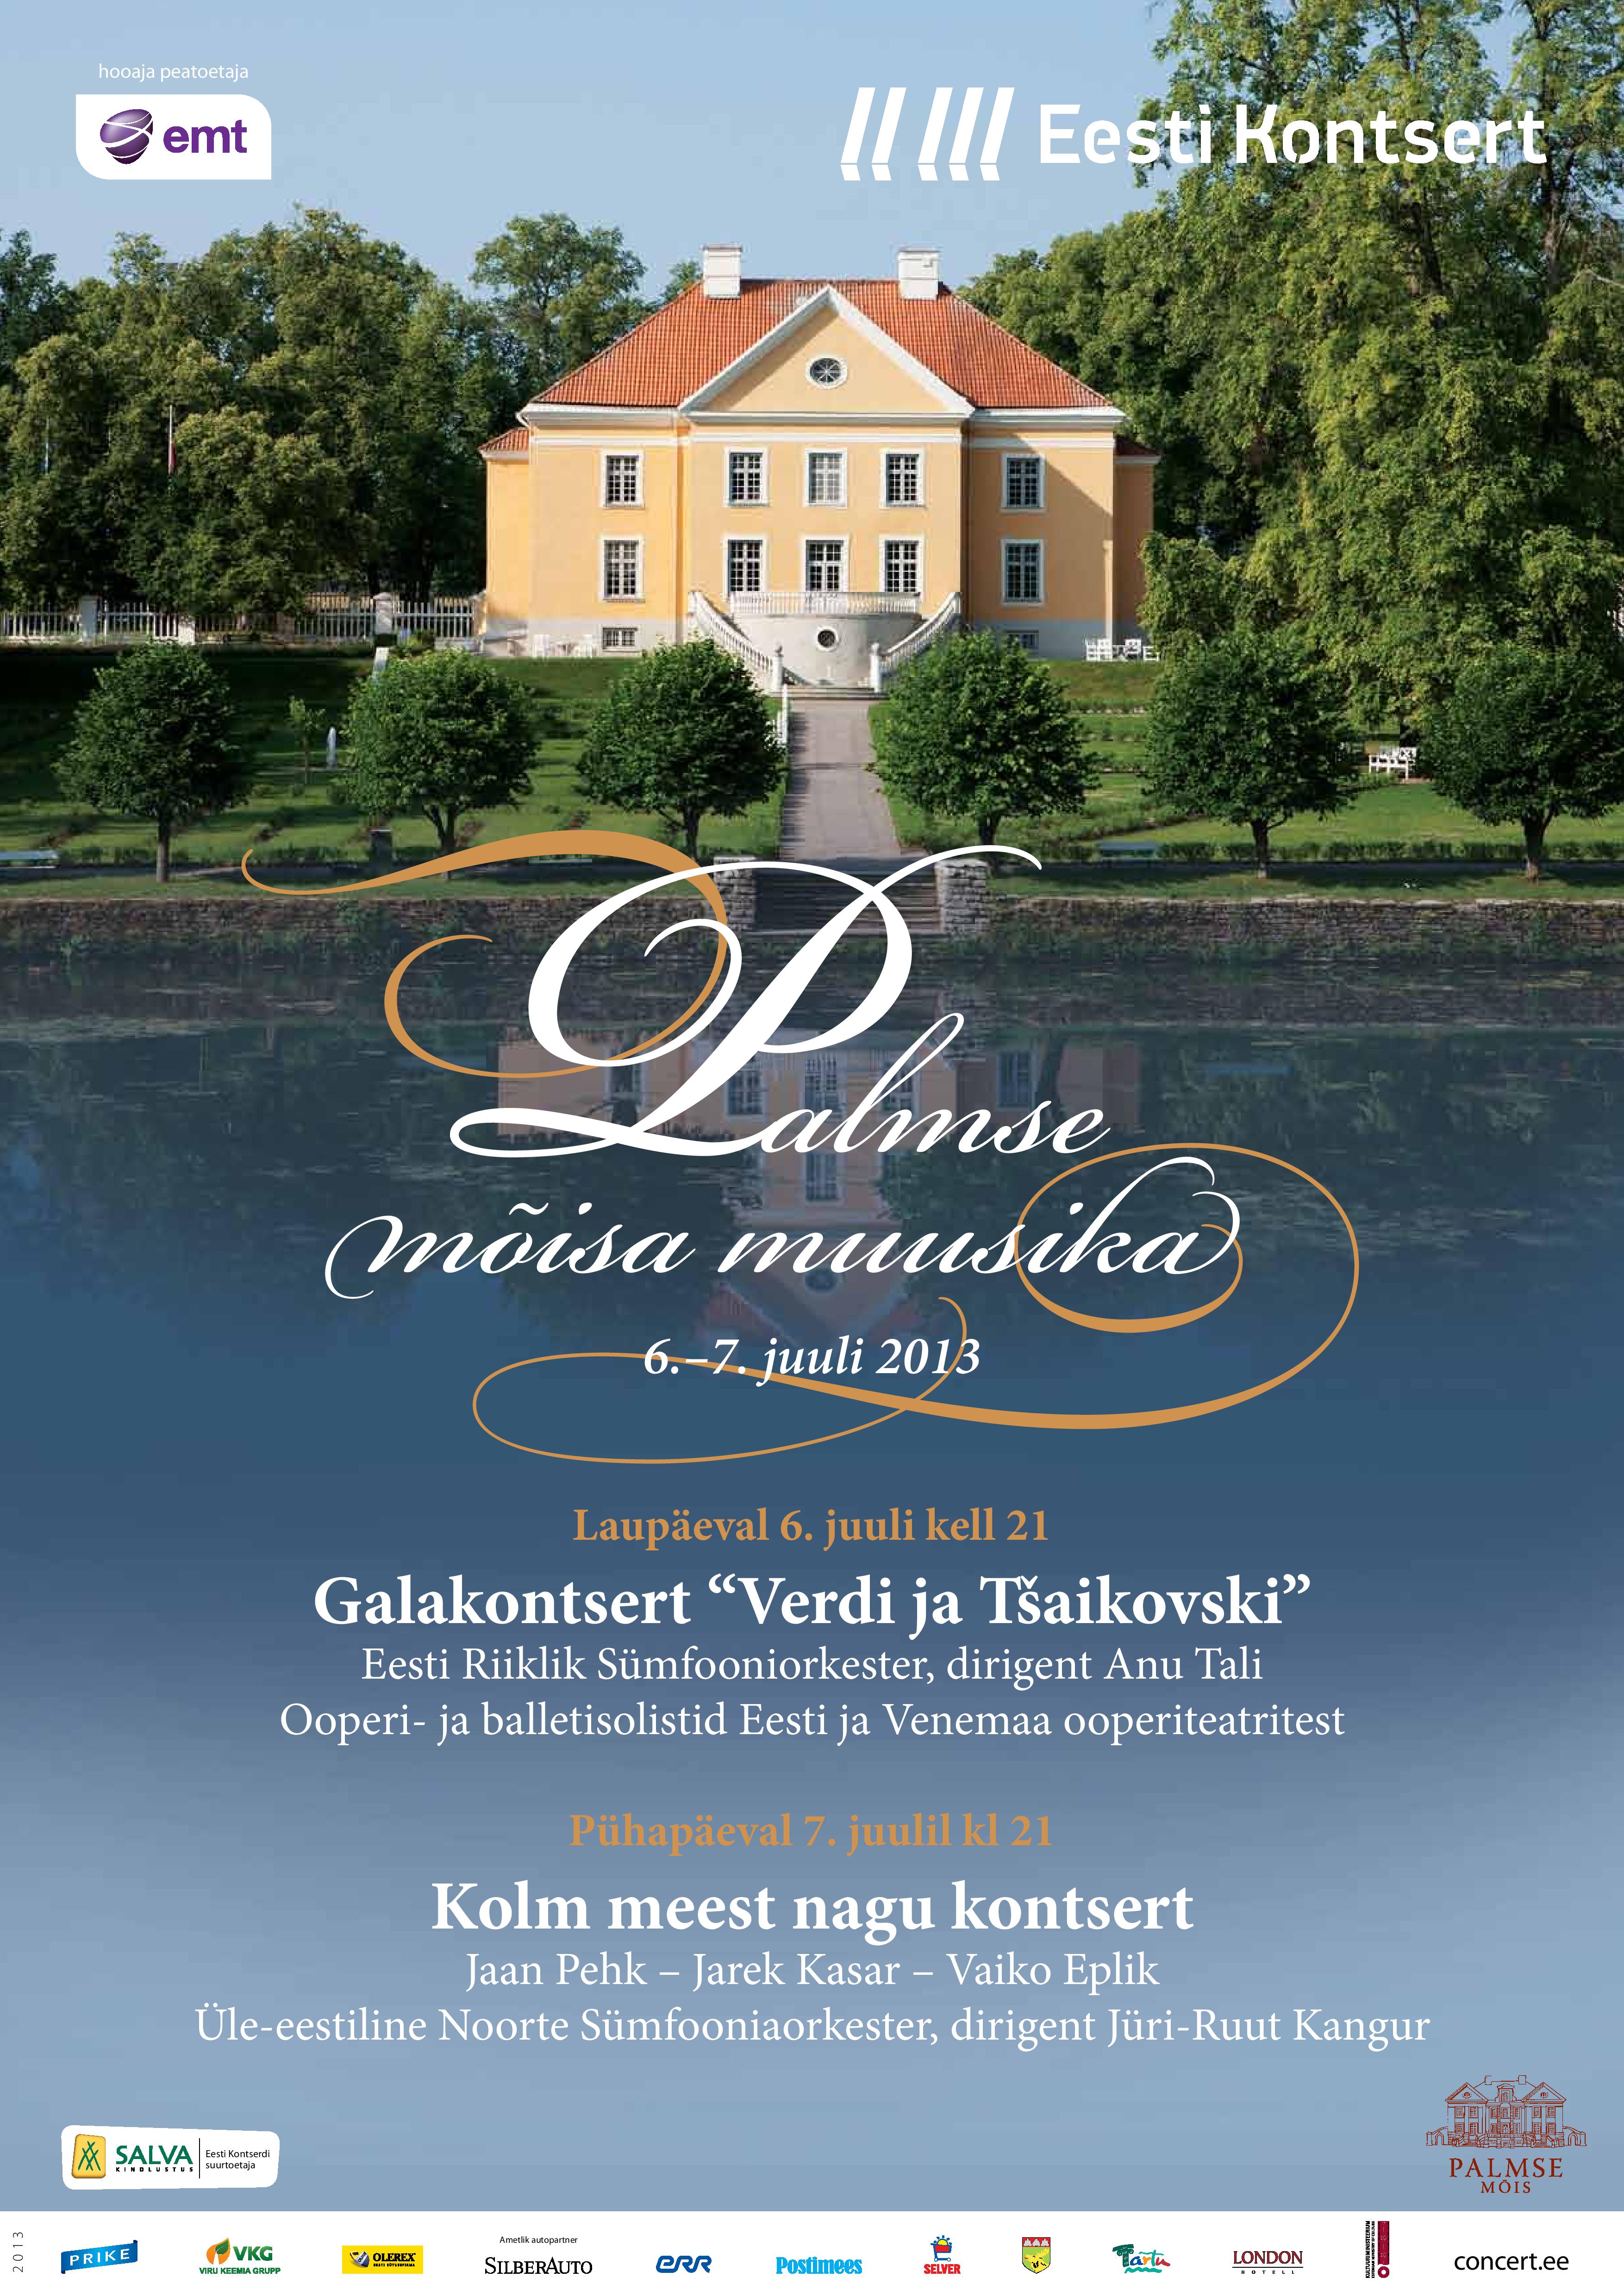 hooaja peatoetaja
emt
Eesti Kontsert
Palmse
mõisa muusika
6.–7. juuli 2013
Laupäeval 6. juuli kell 21
Galakontsert “Verdi ja Tšaikovski”
Eesti Riiklik Sümfooniorkester, dirigent Anu Tali
Ooperi- ja balletisolistid Eesti ja Venemaa ooperiteatritest
Pühapäeval 7. juulil kl 21
Kolm meest nagu kontsert
Jaan Pehk – Jarek Kasar – Vaiko Eplik
Üle-eestiline Noorte Sümfooniaorkester, dirigent Jüri-Ruut Kangur
SALVA
KINDLUSTUS
Eesti Kontserdi
suurtoetaja
PALMSE
MÕIS
2013
PRIKE
VKG
VIRU KEEMIA GRUPP
OLEREX
EESTI KÜTUSEFIRMA
Ametlik autopartner
SILBERAUTO
ERR
Postimees
SELVER
Tartu
LONDON
HOTELL
KULTUURIMINISTEERIUM
concert.ee